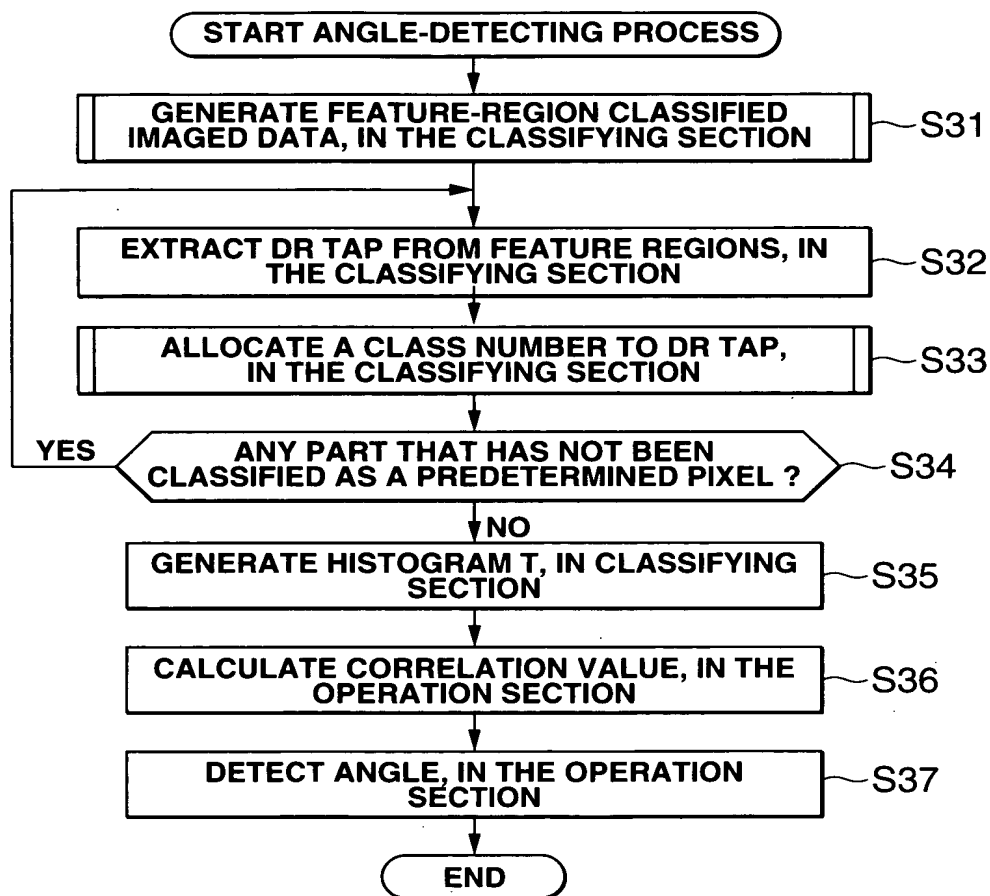 START ANGLE-DETECTING PROCESS
GENERATE FEATURE-REGION CLASSIFIED
IMAGED DATA, IN THE CLASSIFYING SECTION
S31
EXTRACT DR TAP FROM FEATURE REGIONS, IN
THE CLASSIFYING SECTION
S32
ALLOCATE A CLASS NUMBER TO DR TAP,
IN THE CLASSIFYING SECTION
S33
YES
ANY PART THAT HAS NOT BEEN
CLASSIFIED AS A PREDETERMINED PIXEL ?
S34
NO
GENERATE HISTOGRAM T, IN CLASSIFYING
SECTION
S35
CALCULATE CORRELATION VALUE, IN THE
OPERATION SECTION
S36
DETECT ANGLE, IN THE OPERATION
SECTION
S37
END